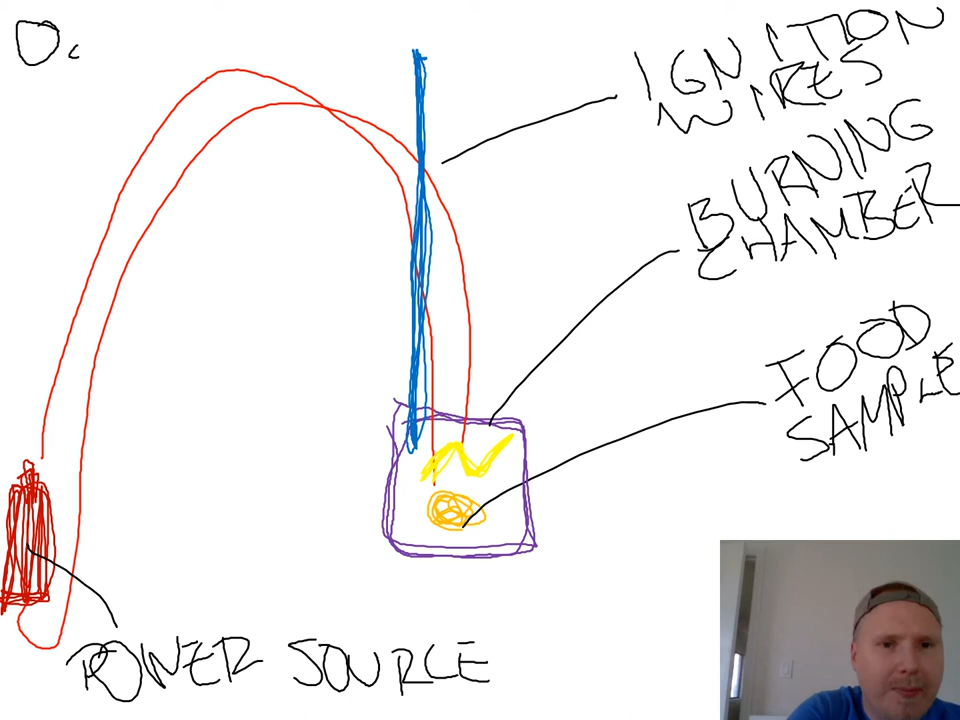 IGNITION
WIRES
BURNING
CHAMBER
FOOD
SAMPLE
POWER SOURCE